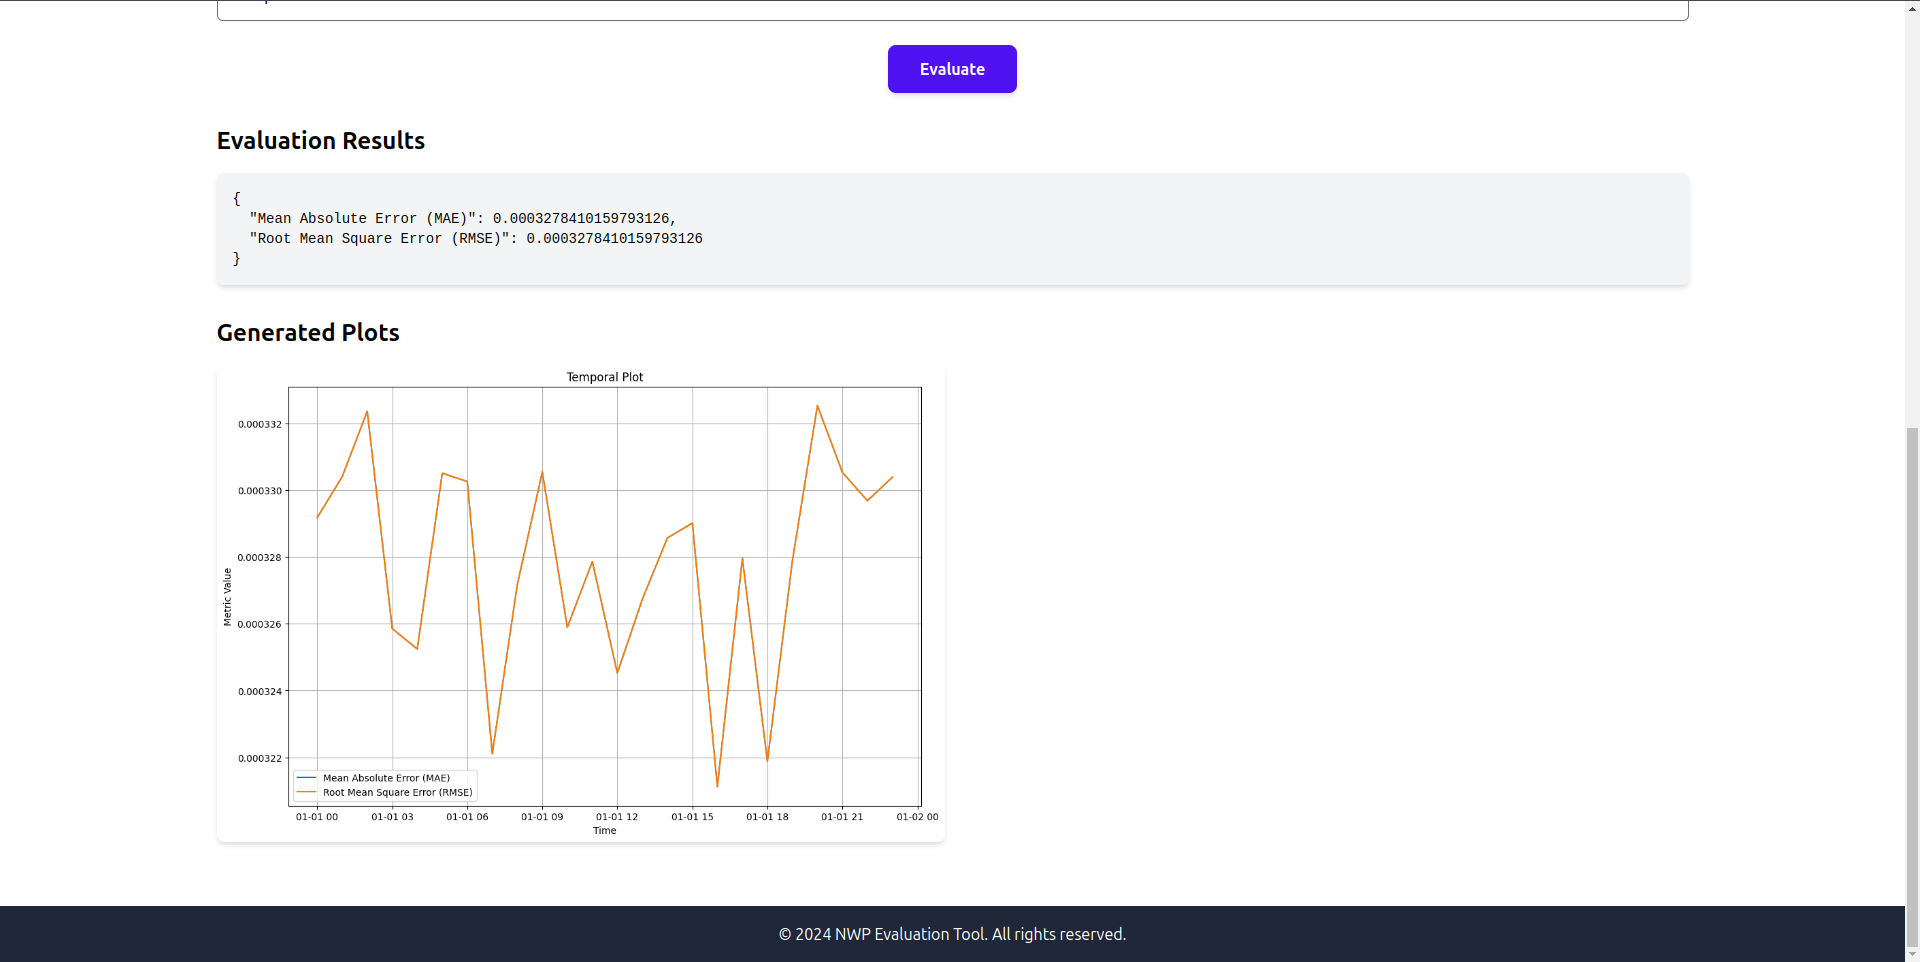 Evaluate
Evaluation Results
{
"Mean Absolute Error (MAE)": 0.0003278410159793126,
"Root Mean Square Error (RMSE)": 0.0003278410159793126
}
Generated Plots
Temporal Plot
0.000332
0.000330
0.000328
0.000326
0.000324
0.000322
Metric Value
Mean Absolute Error (MAE)
Root Mean Square Error (RMSE)
01-01 00 01-01 03 01-01 06 01-01 09 01-01 12 01-01 15 01-01 18 01-01 21 01-02 00
Time
© 2024 NWP Evaluation Tool. All rights reserved.